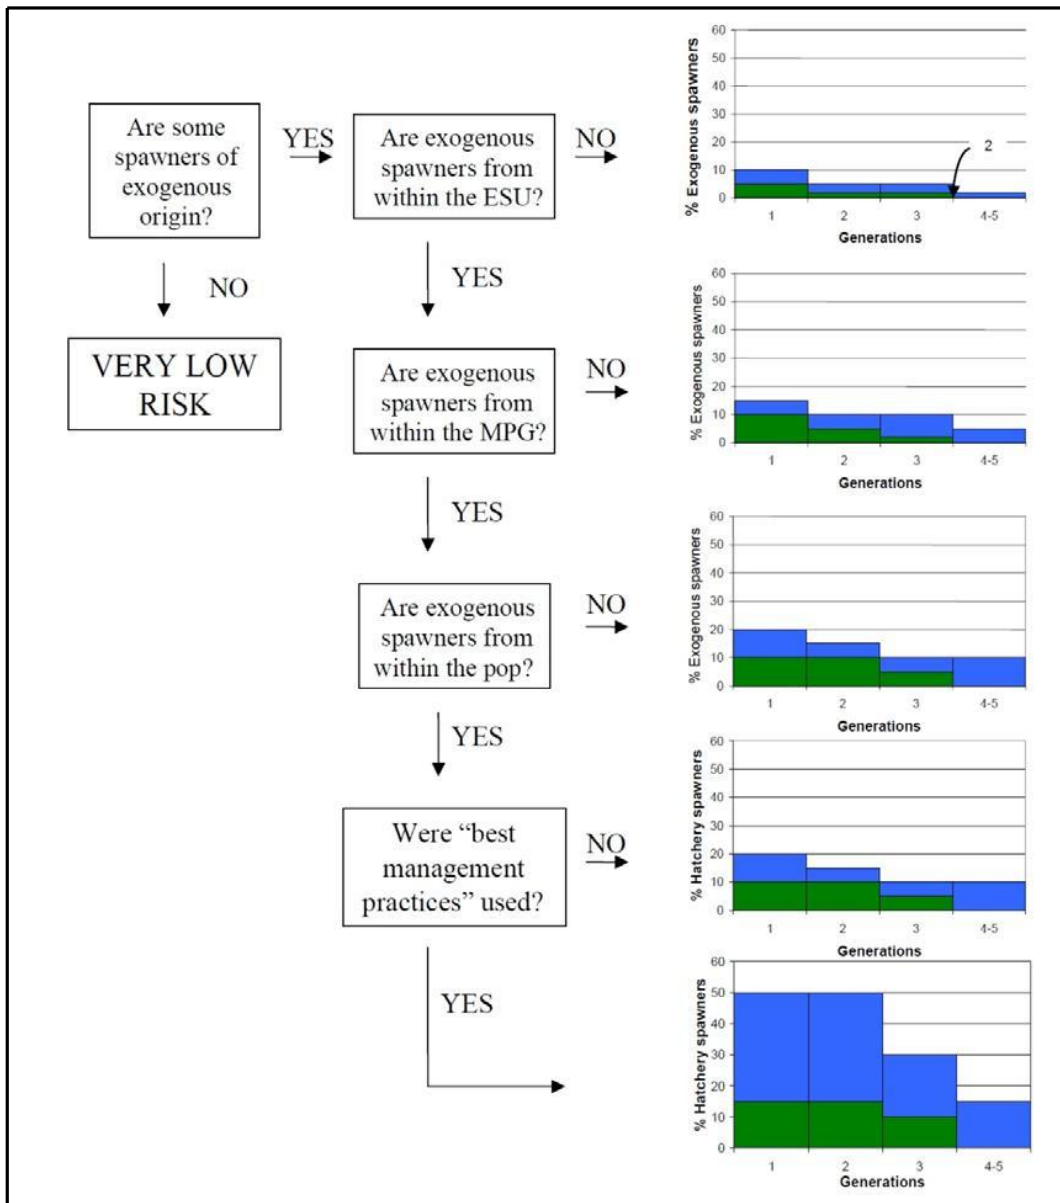 Are some
spawners of
exogenous
origin?
YES
Are exogenous
spawners from
within the ESU?
NO
% Exogenous spawners
60
50
40
30
20
10
0
2
1
2
3
4-5
Generations
NO
YES
VERY LOW
RISK
Are exogenous
spawners from
within the MPG?
NO
% Exogenous spawners
60
50
40
30
20
10
0
1
2
3
4-5
Generations
YES
Are exogenous
spawners from
within the pop?
NO
% Exogenous spawners
60
50
40
30
20
10
0
1
2
3
4-5
Generations
YES
Were “best
management
practices” used?
NO
% Hatchery spawners
60
50
40
30
20
10
0
1
2
3
4-5
Generations
YES
% Hatchery spawners
60
50
40
30
20
10
0
1
2
3
4-5
Generations